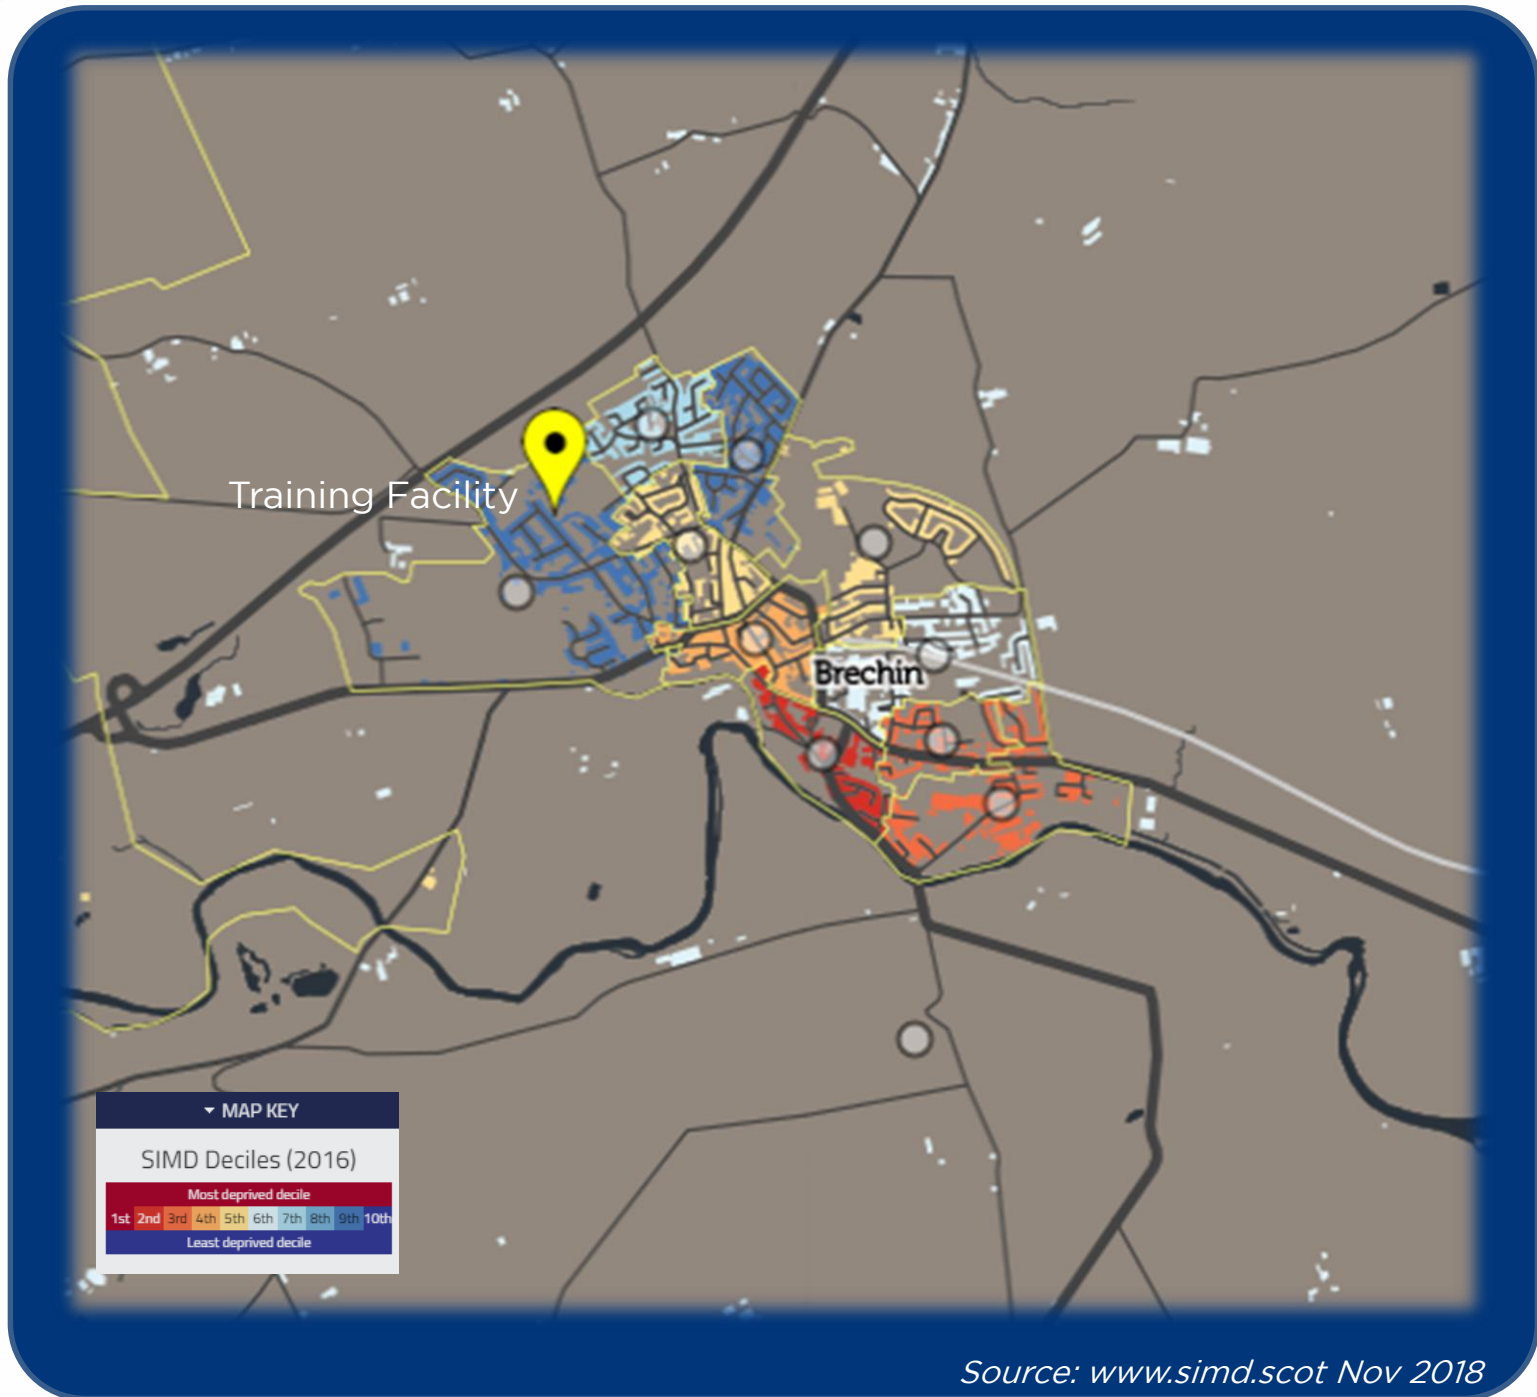 Training Facility
Brechin
MAP KEY
SIMD Deciles (2016)
Most deprived decile
1st 2nd 3rd 4th 5th 6th 7th 8th 9th 10th
Least deprived decile
Source: www.simd.scot Nov 2018